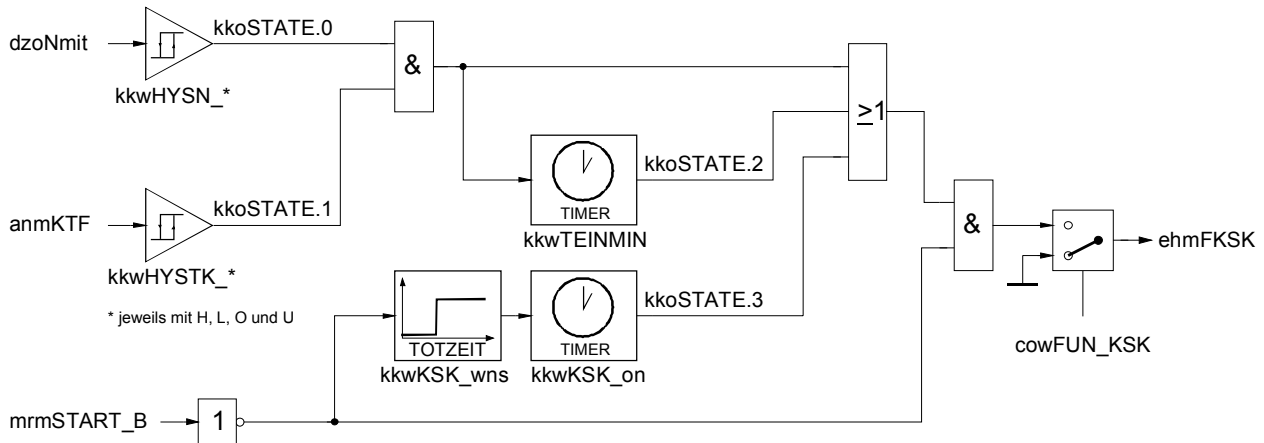 dzoNmit
kkoSTATE.0
kkwHYSN_*
&
≥1
kkoSTATE.2
TIMER
kkwTEINMIN
anmKTF
kkoSTATE.1
kkwHYSTK_*
* jeweils mit H, L, O und U
&
ehmFKSK
cowFUN_KSK
TOTZEIT
kkwKSK_wns
TIMER
kkwKSK_on
kkoSTATE.3
mrmSTART_B
1